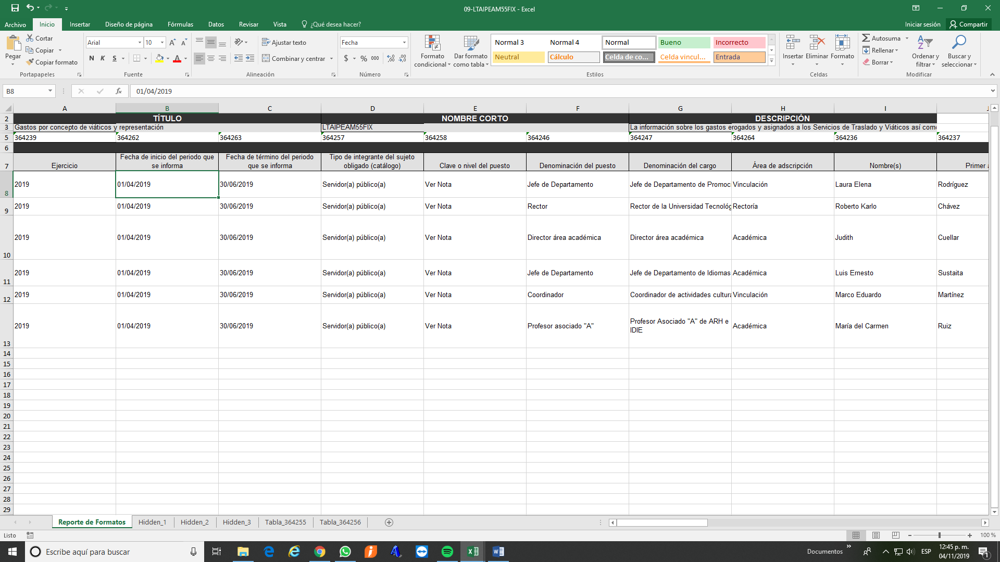 09-LTAIPEAM55FIX - Excel
Archivo Inicio Insertar Diseño de página Fórmulas Datos Revisar Vista ¿Qué desea hacer? Iniciar sesión Compartir
Pegar Cortar Copiar Copiar formato
Arial 10 N K S
Ajustar texto Combinar y centrar
Fecha $ % 000
Formato condicional Dar formato como tabla
Normal 3 Normal 4 Normal Bueno Incorrecto
Neutral Cálculo Celda de co... Celda vincul... Entrada
Insertar Eliminar Formato
Autosuma Rellenar Borrar
Ordenar y filtrar Buscar y seleccionar
Portapapeles Fuente Alineación Número Estilos Celdas Modificar
B8 fx 01/04/2019
A B C D E F G H I
2 TÍTULO NOMBRE CORTO DESCRIPCIÓN
3 Gastos por concepto de viáticos y representación LTAIPEAM55FIX La información sobre los gastos erogados y asignados a los Servicios de Traslado y Viáticos así como
5 364239 364262 364263 364257 364258 364246 364247 364264 364236 364237
6
7 Ejercicio Fecha de inicio del periodo que se informa Fecha de término del periodo que se informa Tipo de integrante del sujeto obligado (catálogo) Clave o nivel del puesto Denominación del puesto Denominación del cargo Área de adscripción Nombre(s) Primer
8 2019 01/04/2019 30/06/2019 Servidor(a) público(a) Ver Nota Jefe de Departamento Jefe de Departamento de Promoc Vinculación Laura Elena Rodríguez
9 2019 01/04/2019 30/06/2019 Servidor(a) público(a) Ver Nota Rector Rector de la Universidad Tecnológ Rectoría Roberto Karlo Chávez
10 2019 01/04/2019 30/06/2019 Servidor(a) público(a) Ver Nota Director área académica Director área académica Académica Judith Cuellar
11 2019 01/04/2019 30/06/2019 Servidor(a) público(a) Ver Nota Jefe de Departamento Jefe de Departamento de Idiomas Académica Luis Ernesto Sustaita
12 2019 01/04/2019 30/06/2019 Servidor(a) público(a) Ver Nota Coordinador Coordinador de actividades cultura Vinculación Marco Eduardo Martínez
13 2019 01/04/2019 30/06/2019 Servidor(a) público(a) Ver Nota Profesor asociado "A" Profesor Asociado "A" de ARH e IDIE Académica María del Carmen Ruiz
14
15
16
17
18
19
20
21
22
23
24
25
26
27
28
29
Reporte de Formatos Hidden_1 Hidden_2 Hidden_3 Tabla_364255 Tabla_364256
Listo 100 %
Escribe aquí para buscar Documentos ESP 12:45 p. m.
04/11/2019